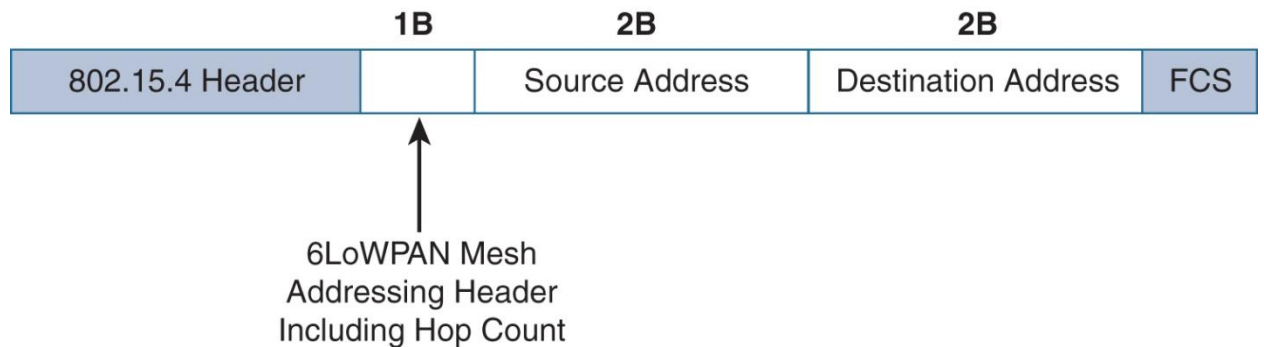 1B 2B 2B
802.15.4 Header Source Address Destination Address FCS
6LoWPAN Mesh
Addressing Header
Including Hop Count